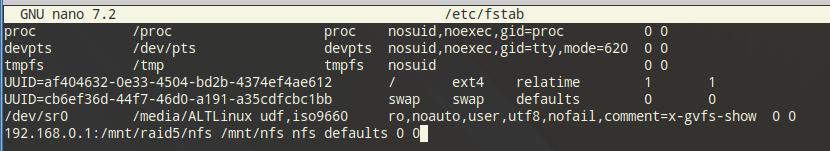 GNU nano 7.2 /etc/fstab
proc /proc proc nosuid,noexec,gid=proc 0 0
devpts /dev/pts devpts nosuid,noexec,gid=tty,mode=620 0 0
tmpfs /tmp tmpfs nosuid 0 0
UUID=af404632-0e33-4504-bd2b-4374ef4ae612 / ext4 relatime 1 1
UUID=cb6ef36d-44f7-46d0-a191-a35cdfcbc1bb swap swap defaults 0 0
/dev/sr0 /media/ALTLinux udf,iso9660 ro,noauto,user,utf8,nofail,comment=x-gvfs-show 0 0
192.168.0.1:/mnt/raid5/nfs /mnt/nfs nfs defaults 0 0